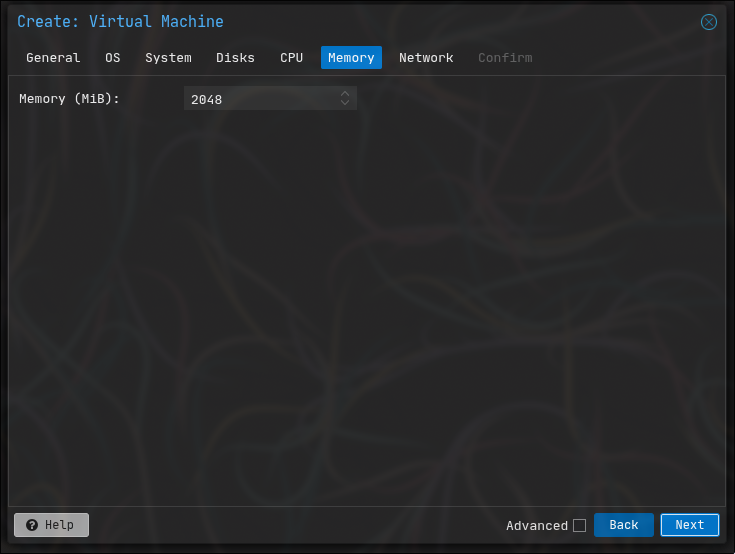 Create: Virtual Machine
General OS System Disks CPU Memory Network Confirm
Memory (MiB): 2048
Help Advanced Back Next